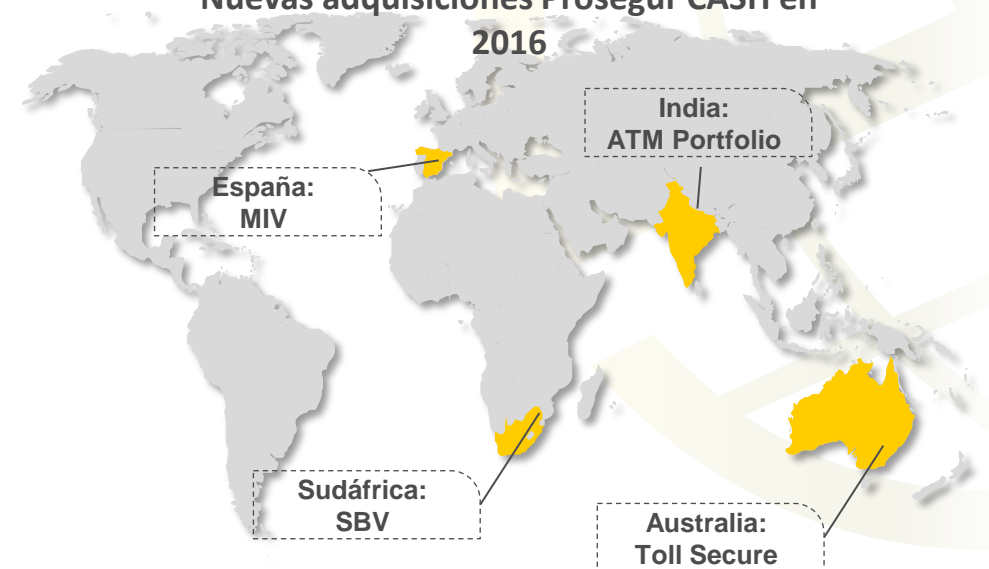 Nuevas adquisiciones Prosegur CASH en
2016
India:
ATM Portfolio
España:
MIV
Sudáfrica:
SBV
Australia:
Toll Secure